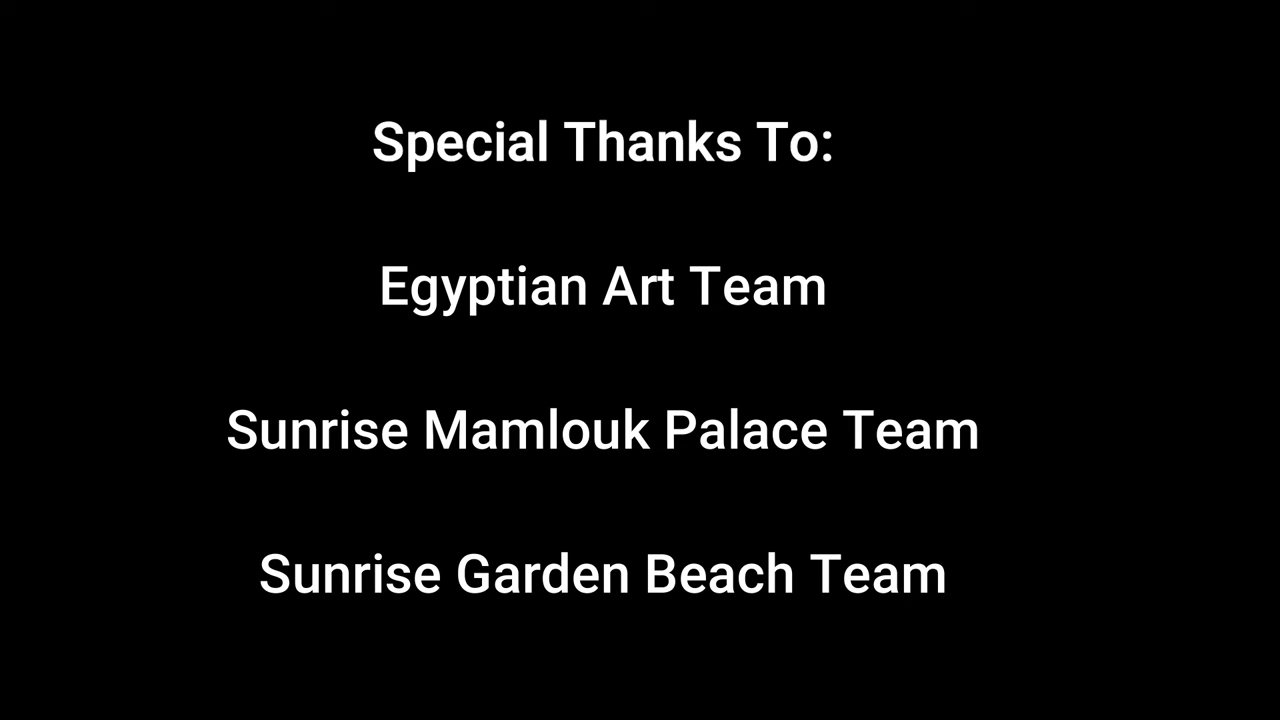 Special Thanks To:
Egyptian Art Team
Sunrise Mamlouk Palace Team
Sunrise Garden Beach Team